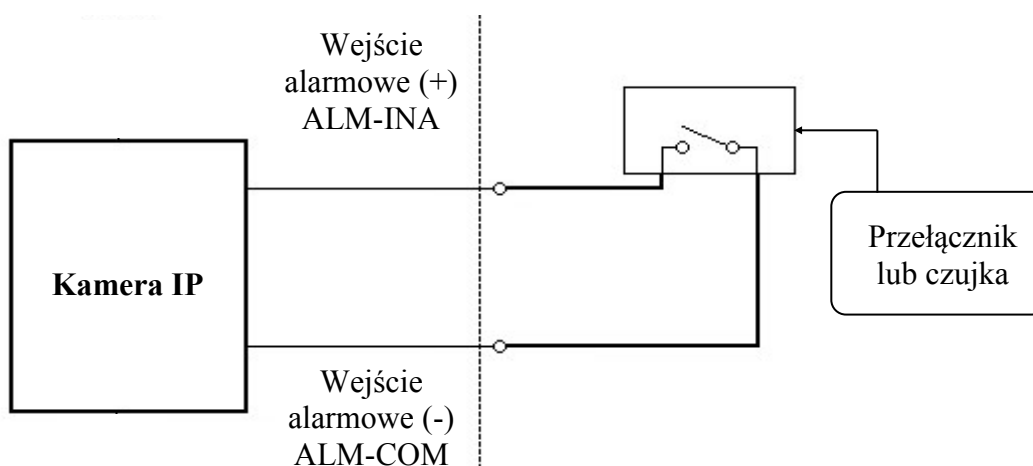 Wejście
alarmowe (+)
ALM-INA
Kamera IP
Przełącznik
lub czujka
Wejście
alarmowe (-)
ALM-COM